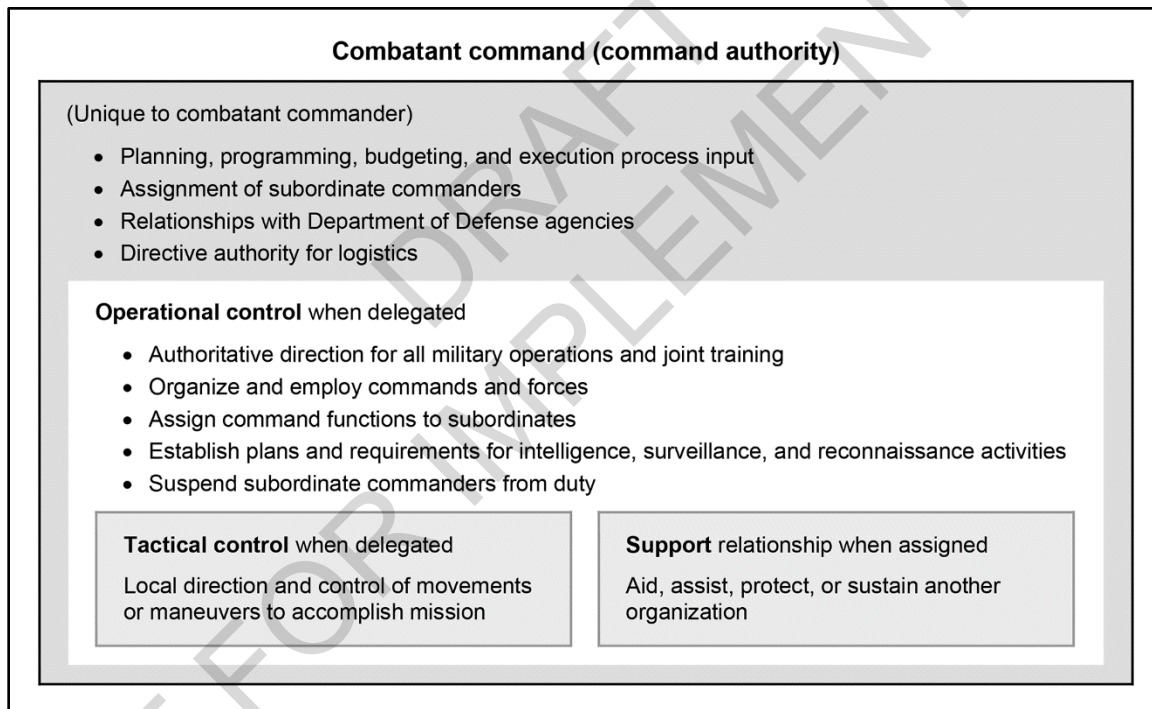 Combatant command (command authority)
(Unique to combatant commander)
• Planning, programming, budgeting, and execution process input
• Assignment of subordinate commanders
• Relationships with Department of Defense agencies
• Directive authority for logistics
Operational control when delegated
• Authoritative direction for all military operations and joint training
• Organize and employ commands and forces
• Assign command functions to subordinates
• Establish plans and requirements for intelligence, surveillance, and reconnaissance activities
• Suspend subordinate commanders from duty
Tactical control when delegated
Local direction and control of movements
or maneuvers to accomplish mission
Support relationship when assigned
Aid, assist, protect, or sustain another
organization
DRAFT
FOR IMPLEMENT